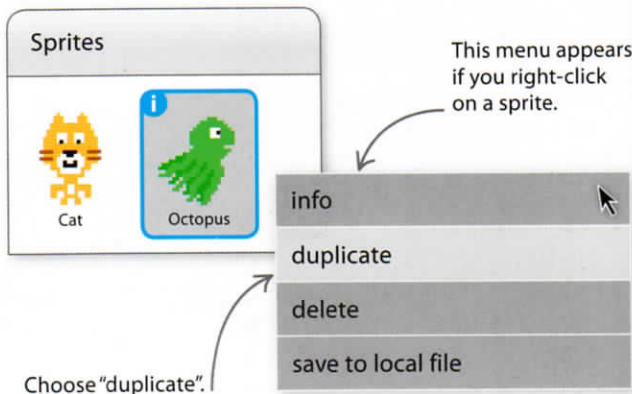 Sprites
This menu appears
if you right-click
on a sprite.
i
Cat
Octopus
info
duplicate
delete
save to local file
Choose "duplicate".